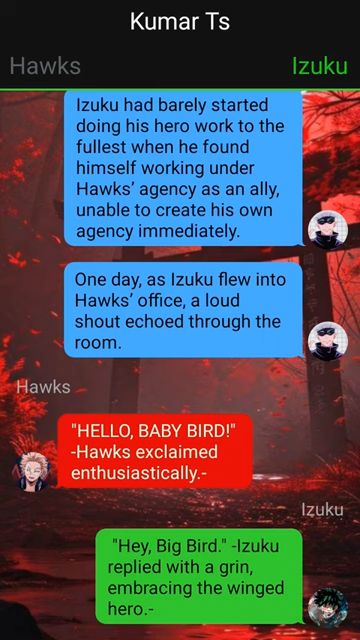 Kumar Ts
Hawks
Izuku
Izuku had barely started
doing his hero work to the
fullest when he found
himself working under
Hawks' agency as an ally,
unable to create his own
agency immediately.
One day, as Izuku flew into
Hawks' office, a loud
shout echoed through the
room.
Hawks
"HELLO, BABY BIRD!"
-Hawks exclaimed
enthusiastically.-
Izuku
"Hey, Big Bird." -Izuku
replied with a grin,
embracing the winged
hero.-